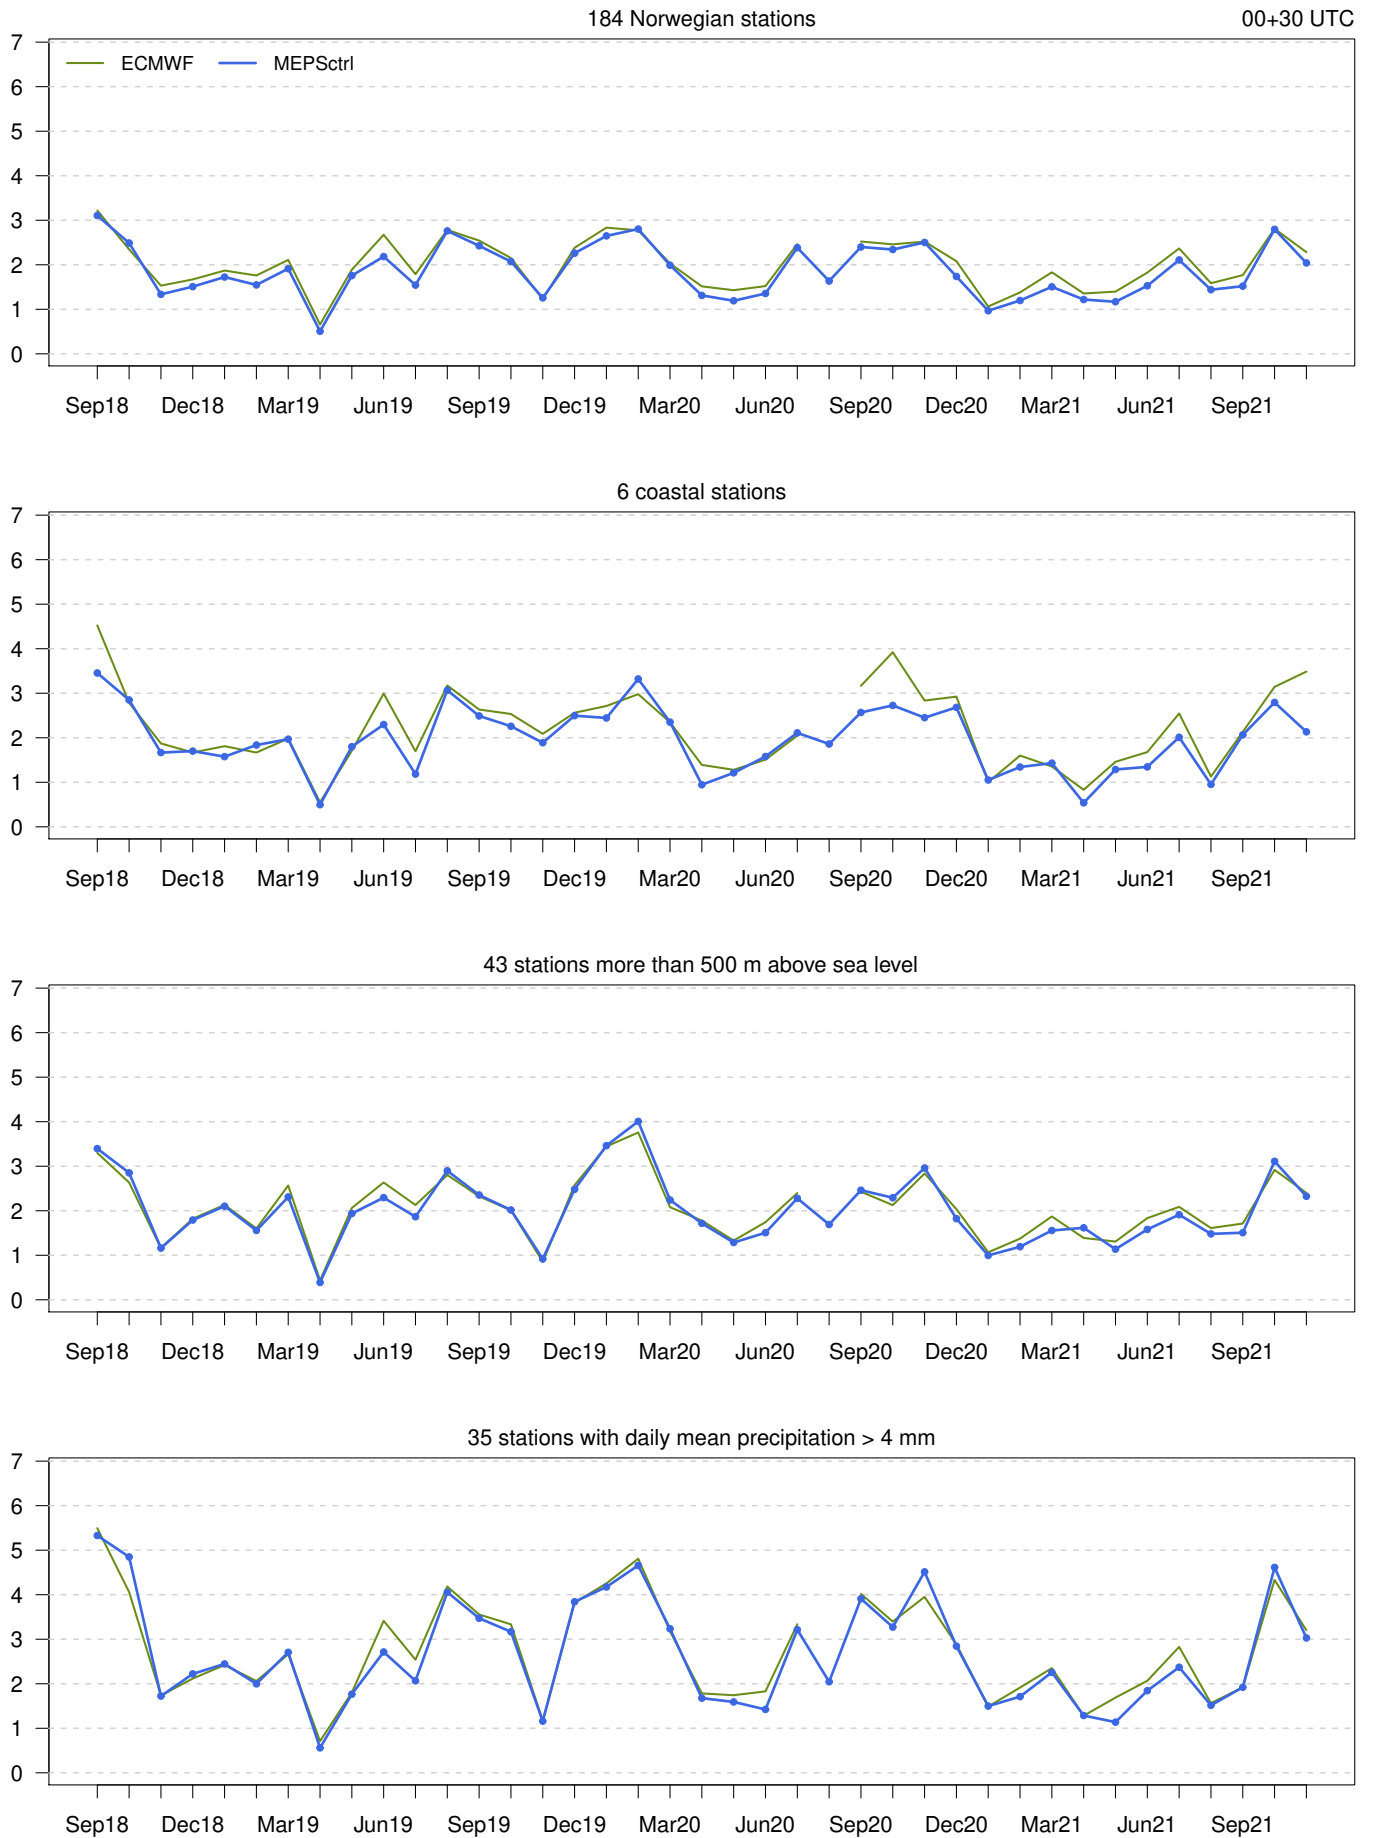 184 Norwegian stations
00+30 UTC
ECMWF
MEPSctrl
7
6
5
4
3
2
1
0
Sep18 Dec18 Mar19 Jun19 Sep19 Dec19 Mar20 Jun20 Sep20 Dec20 Mar21 Jun21 Sep21
6 coastal stations
7
6
5
4
3
2
1
0
Sep18 Dec18 Mar19 Jun19 Sep19 Dec19 Mar20 Jun20 Sep20 Dec20 Mar21 Jun21 Sep21
43 stations more than 500 m above sea level
7
6
5
4
3
2
1
0
Sep18 Dec18 Mar19 Jun19 Sep19 Dec19 Mar20 Jun20 Sep20 Dec20 Mar21 Jun21 Sep21
35 stations with daily mean precipitation > 4 mm
7
6
5
4
3
2
1
0
Sep18 Dec18 Mar19 Jun19 Sep19 Dec19 Mar20 Jun20 Sep20 Dec20 Mar21 Jun21 Sep21